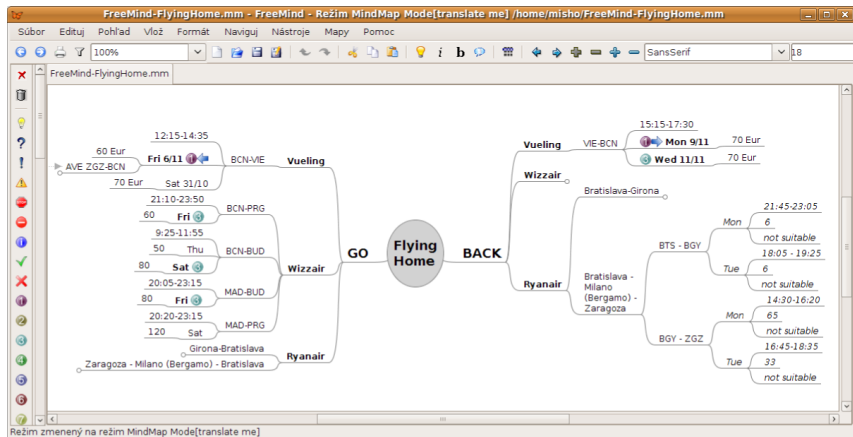 FreeMind-FlyingHome.mm - FreeMind - Režim MindMap Mode[translate me] /home/misho/FreeMind-FlyingHome.mm
Súbor Edituj Pohľad Vlož Formát Naviguj Nástroje Mapy Pomoc
100%
i b
SansSerif
18
FreeMind-FlyingHome.mm
12:15-14:35
60 Eur
AVE ZGZ-BCN
Fri 6/11
BCN-VIE
Vueling
70 Eur
Sat 31/10
21:10-23:50
60
Fri
BCN-PRG
9:25-11:55
50
Thu
BCN-BUD
80
Sat
Wizzair
20:05-23:15
80
Fri
MAD-BUD
20:20-23:15
120
Sat
MAD-PRG
Girona-Bratislava
Ryanair
Zaragoza - Milano (Bergamo) - Bratislava
GO
Flying
Home
BACK
15:15-17:30
Vueling
VIE-BCN
Mon 9/11
70 Eur
Wed 11/11
70 Eur
Wizzair
Bratislava-Girona
Ryanair
Bratislava -
Milano
(Bergamo) -
Zaragoza
BTS - BGY
21:45-23:05
Mon
6
not suitable
18:05 - 19:25
Tue
6
not suitable
BGY - ZGZ
14:30-16:20
Mon
65
not suitable
16:45-18:35
Tue
33
not suitable
Režim zmenený na režim MindMap Mode[translate me]